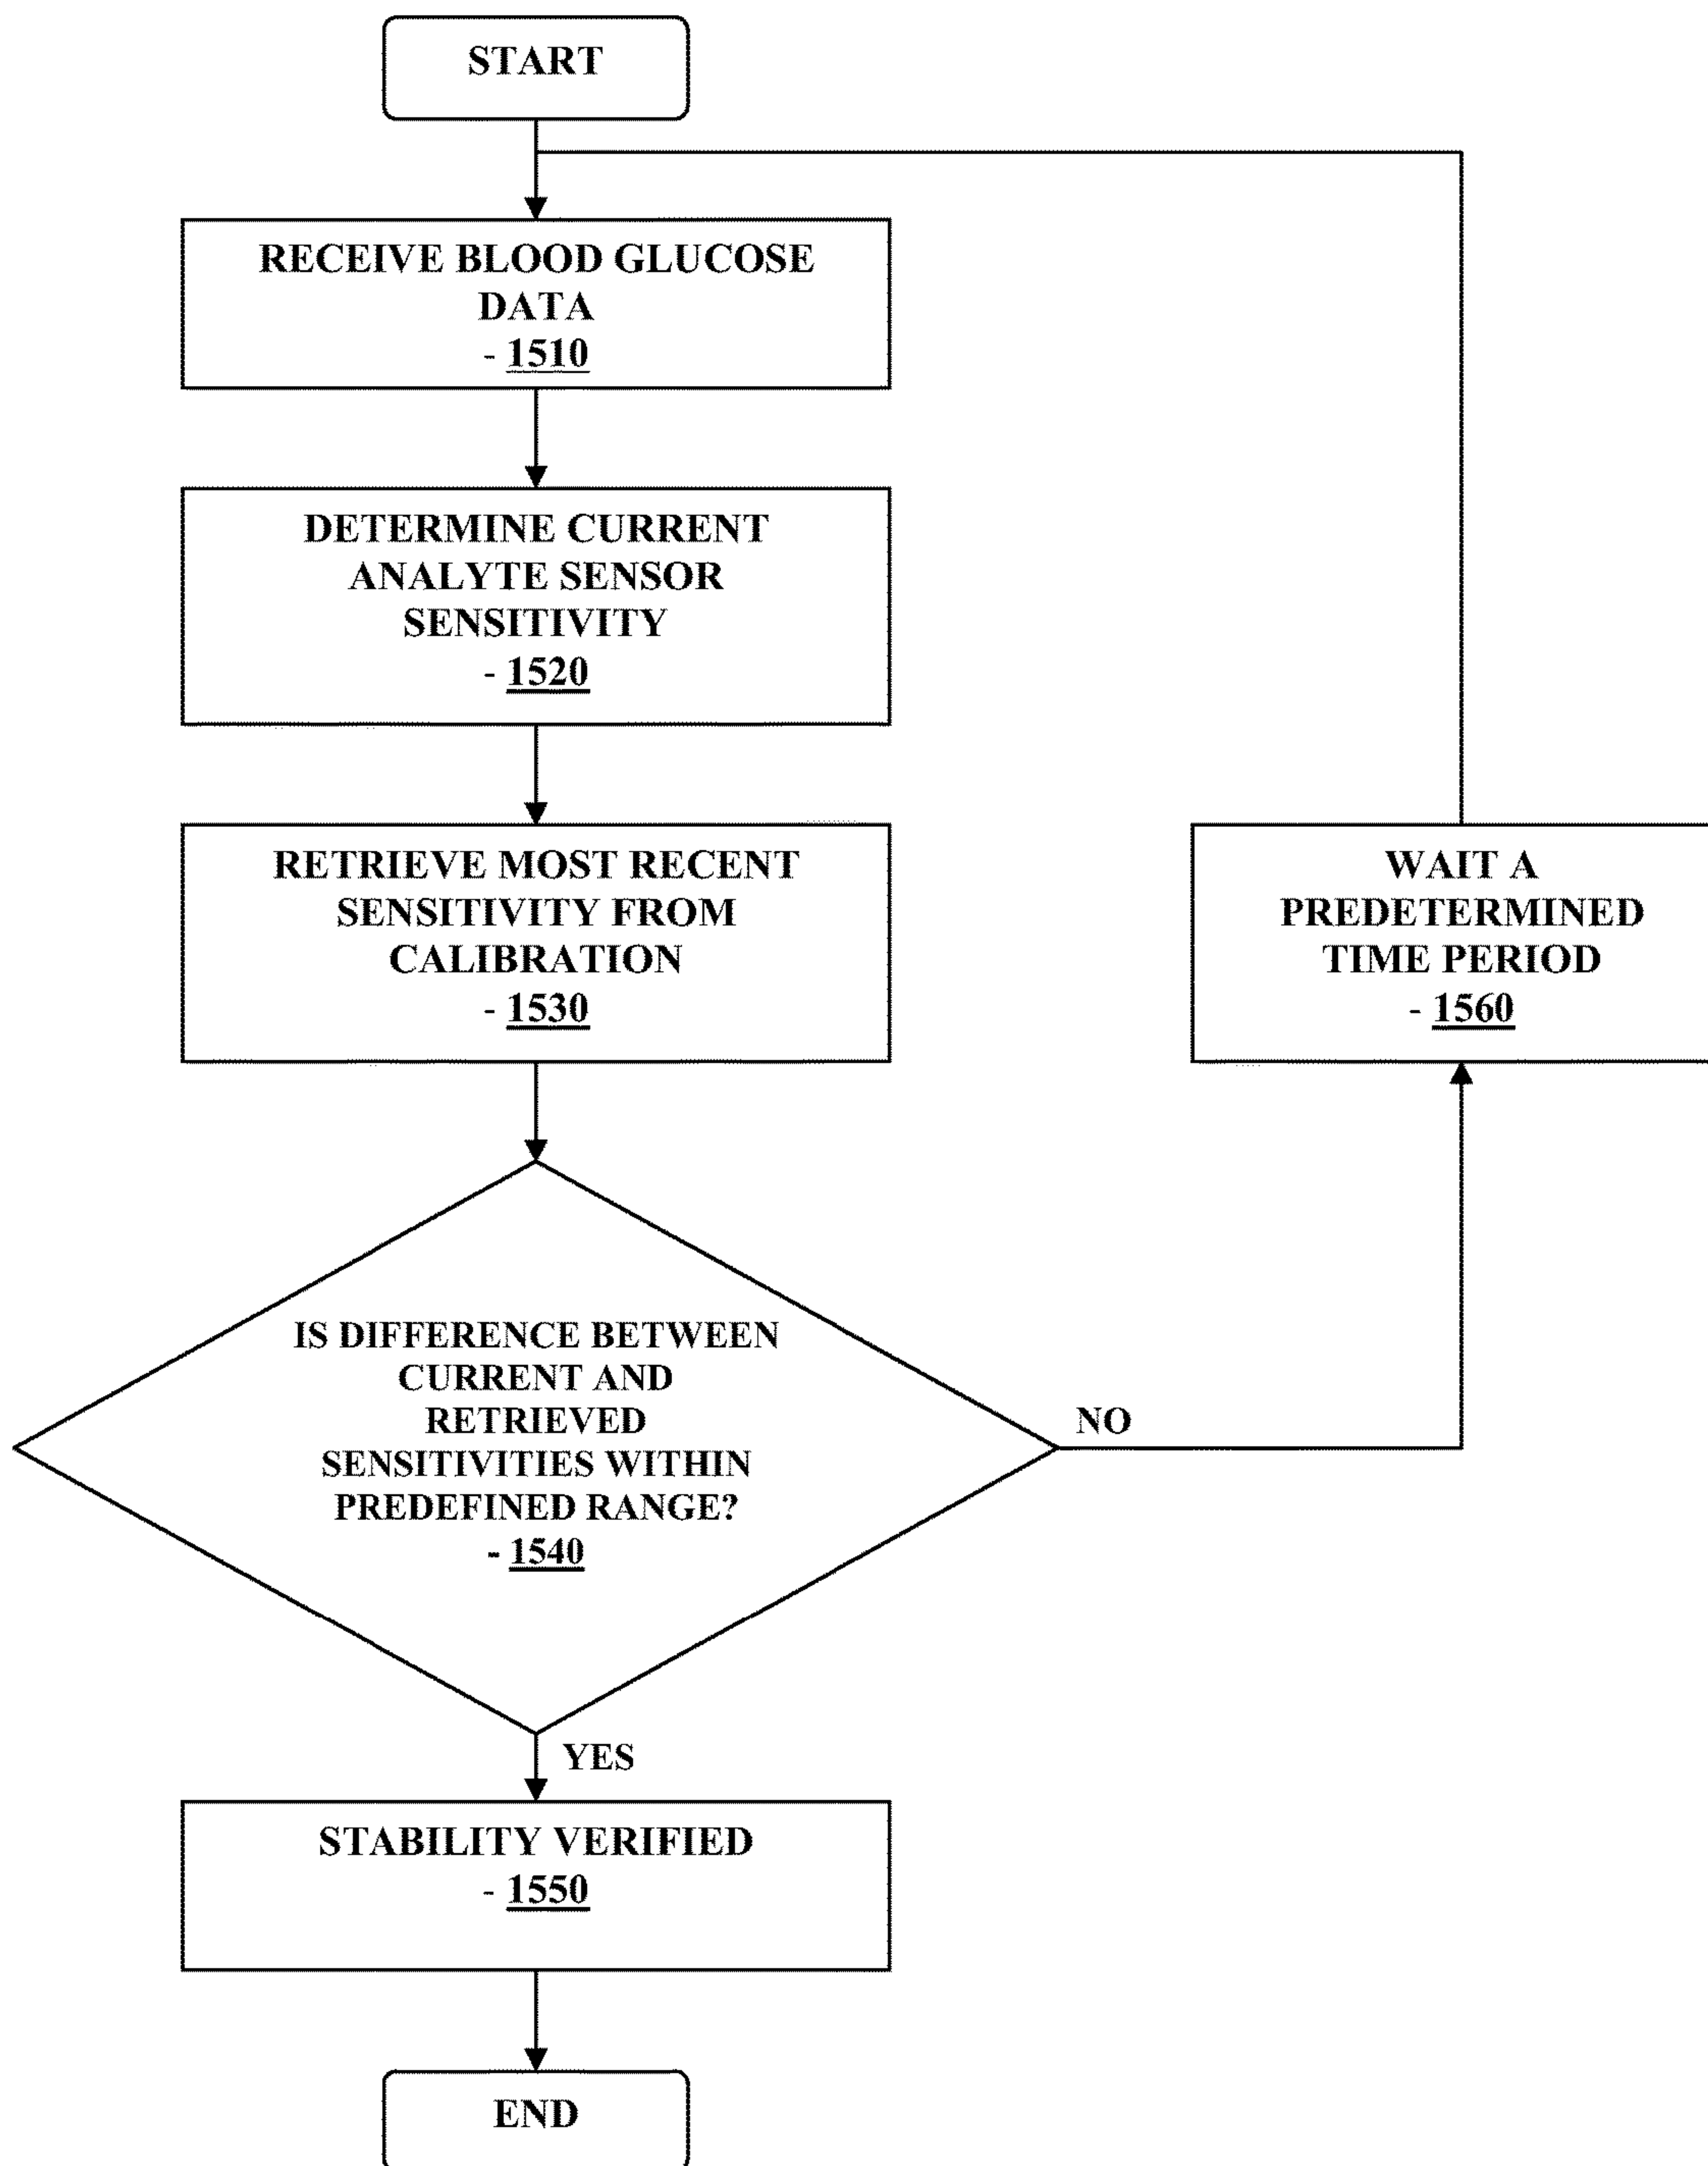 START
RECEIVE BLOOD GLUCOSE
DATA
- 1510
DETERMINE CURRENT
ANALYTE SENSOR
SENSITIVITY
- 1520
RETRIEVE MOST RECENT
SENSITIVITY FROM
CALIBRATION
- 1530
WAIT A
PREDETERMINED
TIME PERIOD
- 1560
IS DIFFERENCE BETWEEN
CURRENT AND
RETRIEVED
SENSITIVITIES WITHIN
PREDEFINED RANGE?
- 1540
NO
YES
STABILITY VERIFIED
- 1550
END